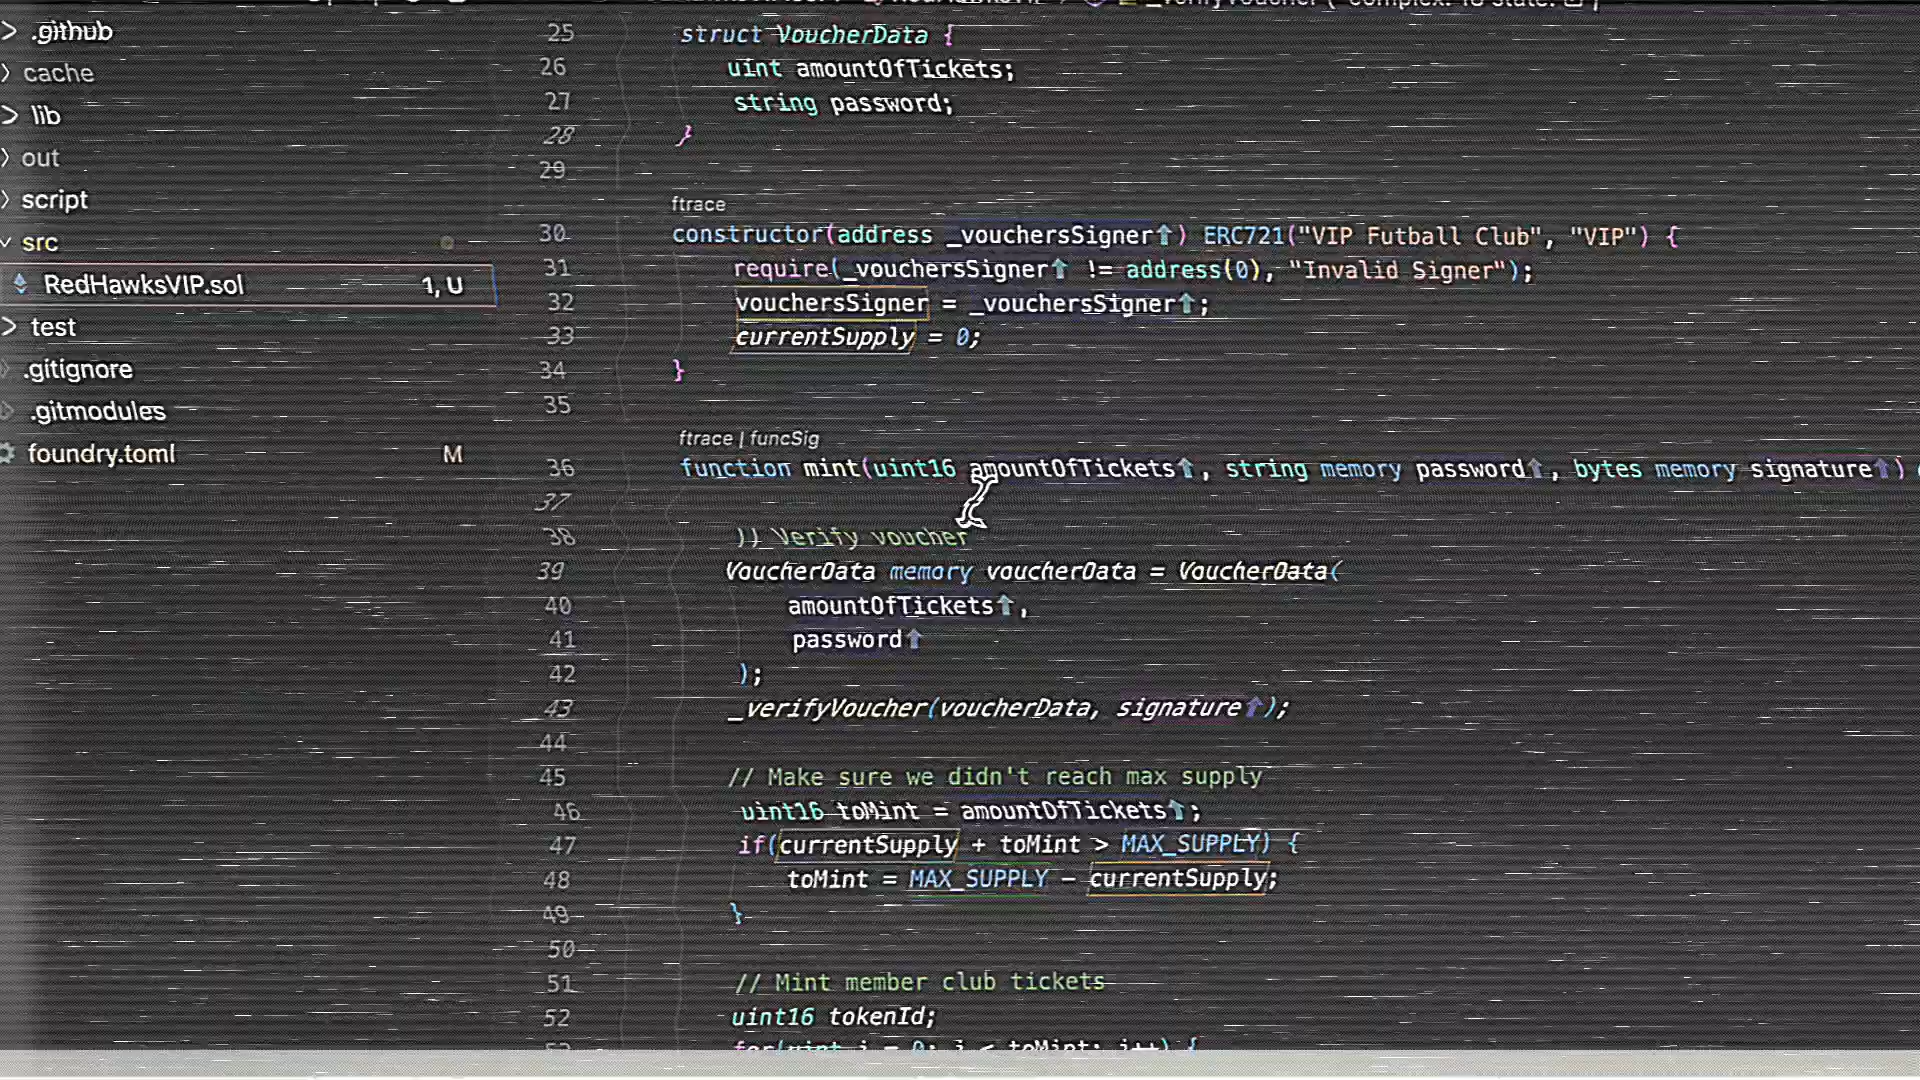 .github
cache
lib
out
script
src
RedHawksVIP.sol 1, U
test
.gitignore
.gitmodules
foundry.toml M
25 struct VoucherData {
26 uint amountOfTickets;
27 string password;
28 }
29
ftrace
30 constructor(address _vouchersSigner⬆) ERC721("VIP Futball Club", "VIP") {
31 require(_vouchersSigner⬆ != address(0), "Invalid Signer");
32 vouchersSigner = _vouchersSigner⬆;
33 currentSupply = 0;
34 }
35
ftrace | funcSig
36 function mint(uint16 amountOfTickets⬆, string memory password⬆, bytes memory signature⬆)
37
38 // Verify voucher
39 VoucherData memory voucherData = VoucherData(
40 amountOfTickets⬆,
41 password⬆
42 );
43 _verifyVoucher(voucherData, signature⬆);
44
45 // Make sure we didn't reach max supply
46 uint16 toMint = amountOfTickets⬆;
47 if(currentSupply + toMint > MAX_SUPPLY) {
48 toMint = MAX_SUPPLY - currentSupply;
49 }
50
51 // Mint member club tickets
52 uint16 tokenId;
53 for(uint i = 0; i < toMint; i++) {